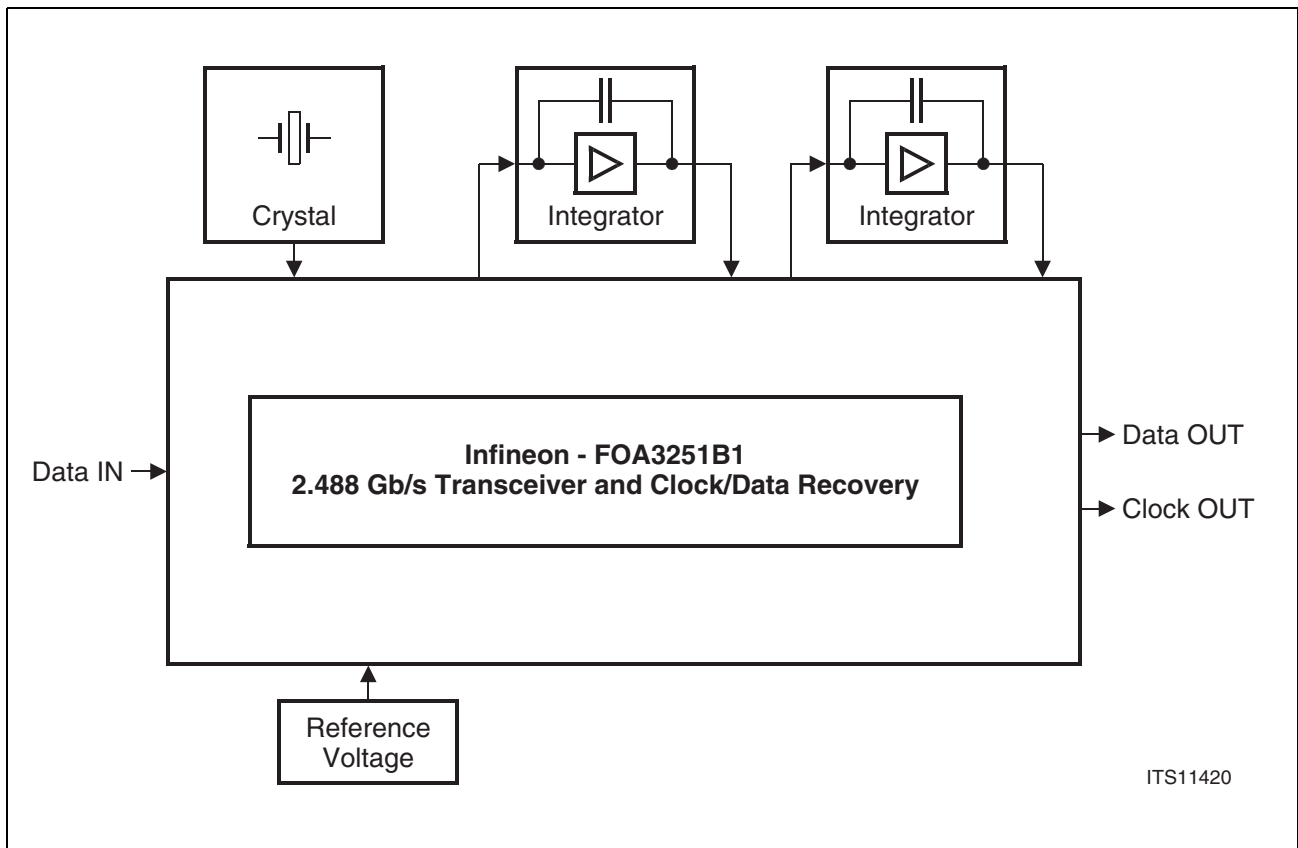 Crystal
Integrator
Integrator
Infineon - FOA3251B1
2.488 Gb/s Transceiver and Clock/Data Recovery
Data IN
Data OUT
Clock OUT
Reference
Voltage
ITS11420